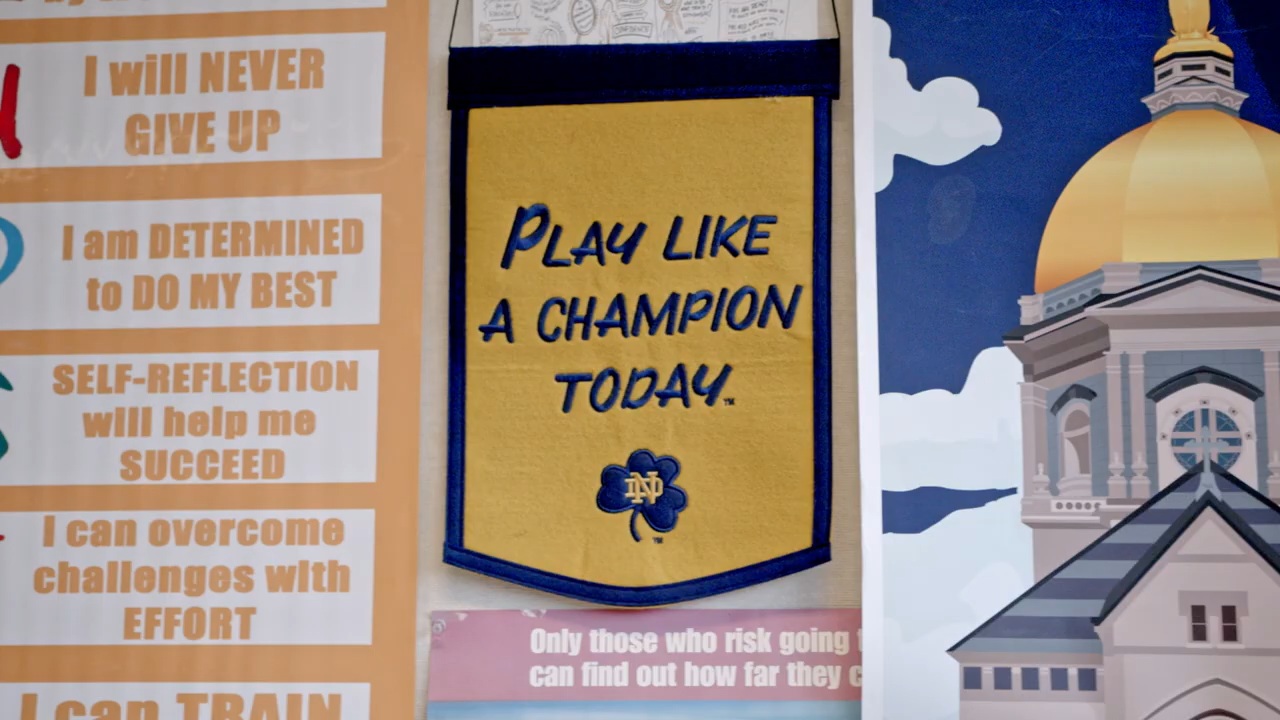 I will NEVER
GIVE UP
I am DETERMINED
to DO MY BEST
SELF-REFLECTION
will help me
SUCCEED
I can overcome
challenges with
EFFORT
I can TRAIN
PLAY LIKE
A CHAMPION
TODAY.™
ND
™
Only those who risk going
can find out how far they